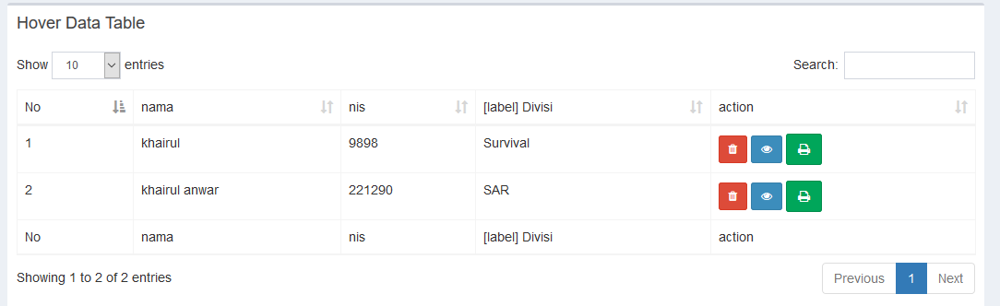 Hover Data Table
Show 10 entries Search:
No nama nis [label] Divisi action
1 khairul 9898 Survival
2 khairul anwar 221290 SAR
No nama nis [label] Divisi action
Showing 1 to 2 of 2 entries Previous 1 Next